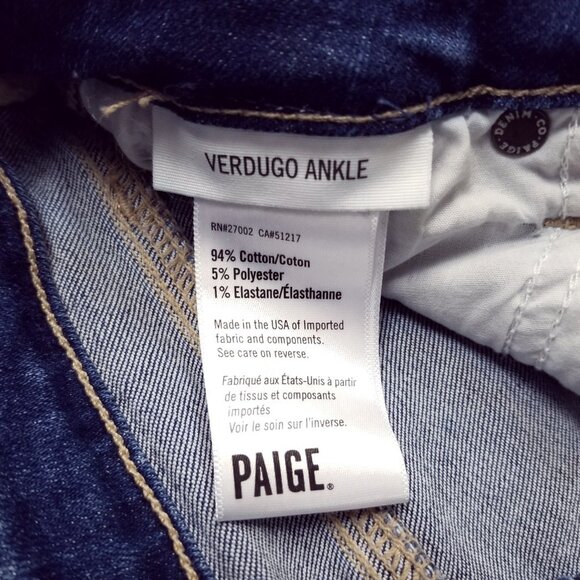 VERDUGO ANKLE
RN#27002 CA#51217
94% Cotton/Coton
5% Polyester
1% Elastane/Élasthanne
Made in the USA of Imported
fabric and components.
See care on reverse.
Fabriqué aux États-Unis à partir
de tissus et composants
importés
Voir le soin sur l'inverse.
PAIGE®
PAIGE·DENIM·CO·